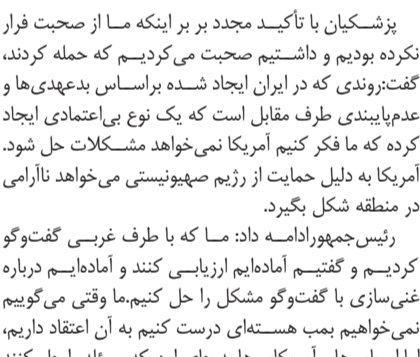 پزشکیان با تأکید مجدد بر بر اینکه ما از صحبت فرار
نکرده بودیم و داشتیم صحبت می‌کردیم که حمله کردند،
گفت:روندی که در ایران ایجاد شده براساس بدعهدی‌ها و
عدم‌پایبندی طرف مقابل است که یک نوع بی‌اعتمادی ایجاد
کرده که ما فکر کنیم آمریکا نمی‌خواهد مشکلات حل شود.
آمریکا به دلیل حمایت از رژیم صهیونیستی می‌خواهد ناآرامی
در منطقه شکل بگیرد.
رئیس‌جمهورادامه داد: ما که با طرف غربی گفت‌وگو
کردیم و گفتیم آماده‌ایم ارزیابی کنند و آماده‌ایم درباره
غنی‌سازی با گفت‌وگو مشکل را حل کنیم.ما وقتی می‌گوییم
نمی‌خواهیم بمب هسته‌ای درست کنیم به آن اعتقاد داریم،